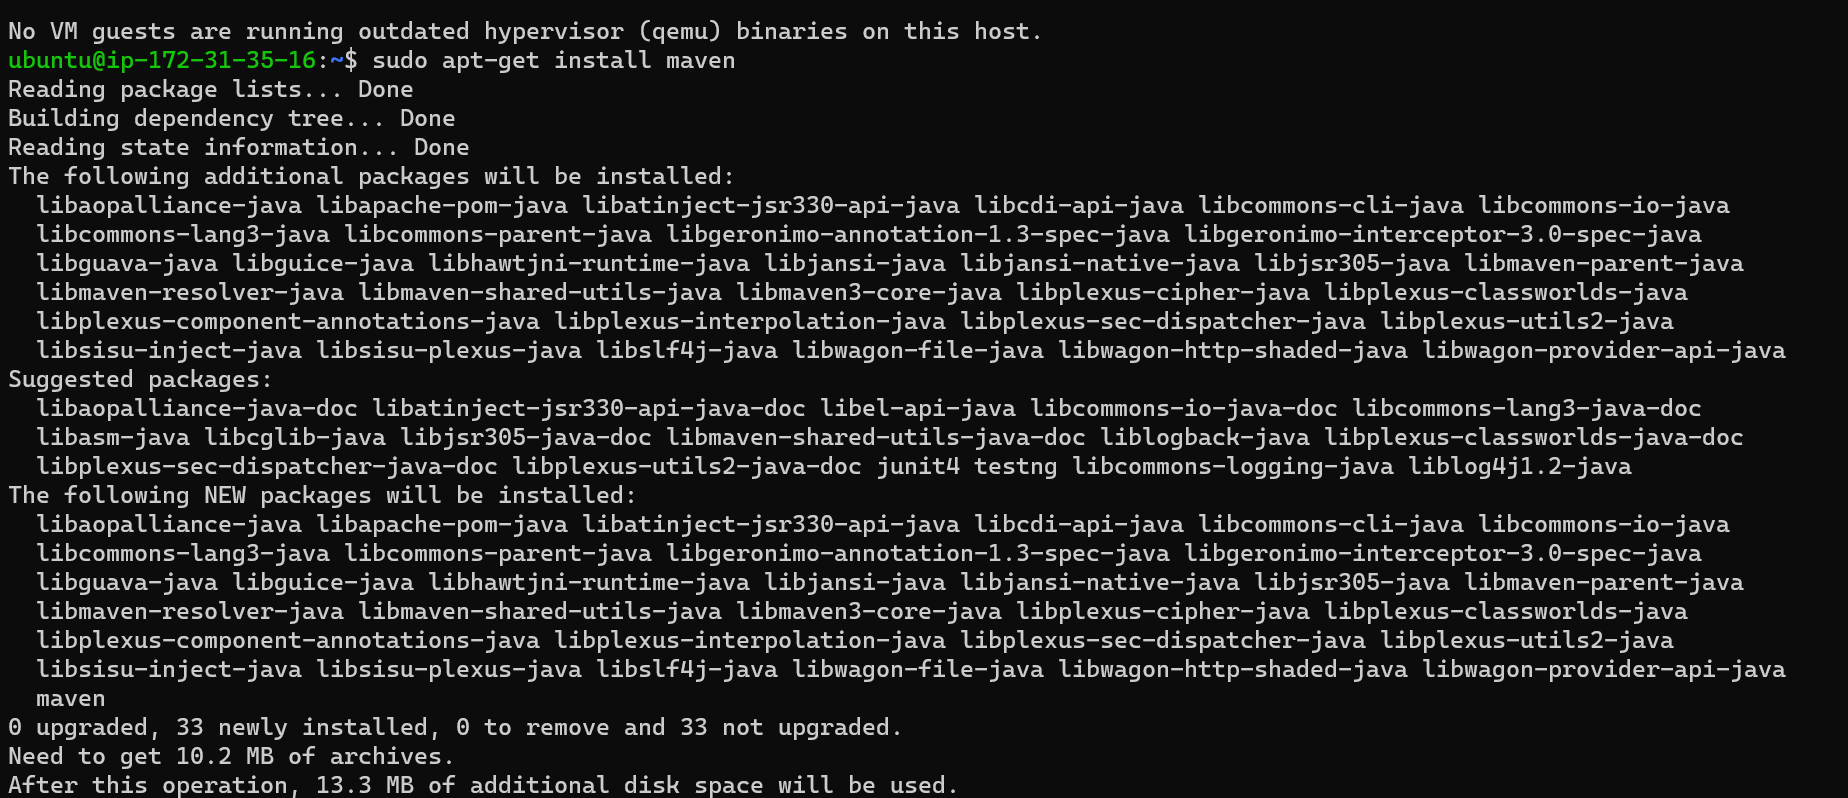 No VM guests are running outdated hypervisor (qemu) binaries on this host.
ubuntu@ip-172-31-35-16:~$ sudo apt-get install maven
Reading package lists... Done
Building dependency tree... Done
Reading state information... Done
The following additional packages will be installed:
  libaopalliance-java libapache-pom-java libatinject-jsr330-api-java libcdi-api-java libcommons-cli-java libcommons-io-java
  libcommons-lang3-java libcommons-parent-java libgeronimo-annotation-1.3-spec-java libgeronimo-interceptor-3.0-spec-java
  libguava-java libguice-java libhawtjni-runtime-java libjansi-java libjansi-native-java libjsr305-java libmaven-parent-java
  libmaven-resolver-java libmaven-shared-utils-java libmaven3-core-java libplexus-cipher-java libplexus-classworlds-java
  libplexus-component-annotations-java libplexus-interpolation-java libplexus-sec-dispatcher-java libplexus-utils2-java
  libsisu-inject-java libsisu-plexus-java libslf4j-java libwagon-file-java libwagon-http-shaded-java libwagon-provider-api-java
Suggested packages:
  libaopalliance-java-doc libatinject-jsr330-api-java-doc libel-api-java libcommons-io-java-doc libcommons-lang3-java-doc
  libasm-java libcglib-java libjsr305-java-doc libmaven-shared-utils-java-doc liblogback-java libplexus-classworlds-java-doc
  libplexus-sec-dispatcher-java-doc libplexus-utils2-java-doc junit4 testng libcommons-logging-java liblog4j1.2-java
The following NEW packages will be installed:
  libaopalliance-java libapache-pom-java libatinject-jsr330-api-java libcdi-api-java libcommons-cli-java libcommons-io-java
  libcommons-lang3-java libcommons-parent-java libgeronimo-annotation-1.3-spec-java libgeronimo-interceptor-3.0-spec-java
  libguava-java libguice-java libhawtjni-runtime-java libjansi-java libjansi-native-java libjsr305-java libmaven-parent-java
  libmaven-resolver-java libmaven-shared-utils-java libmaven3-core-java libplexus-cipher-java libplexus-classworlds-java
  libplexus-component-annotations-java libplexus-interpolation-java libplexus-sec-dispatcher-java libplexus-utils2-java
  libsisu-inject-java libsisu-plexus-java libslf4j-java libwagon-file-java libwagon-http-shaded-java libwagon-provider-api-java
  maven
0 upgraded, 33 newly installed, 0 to remove and 33 not upgraded.
Need to get 10.2 MB of archives.
After this operation, 13.3 MB of additional disk space will be used.